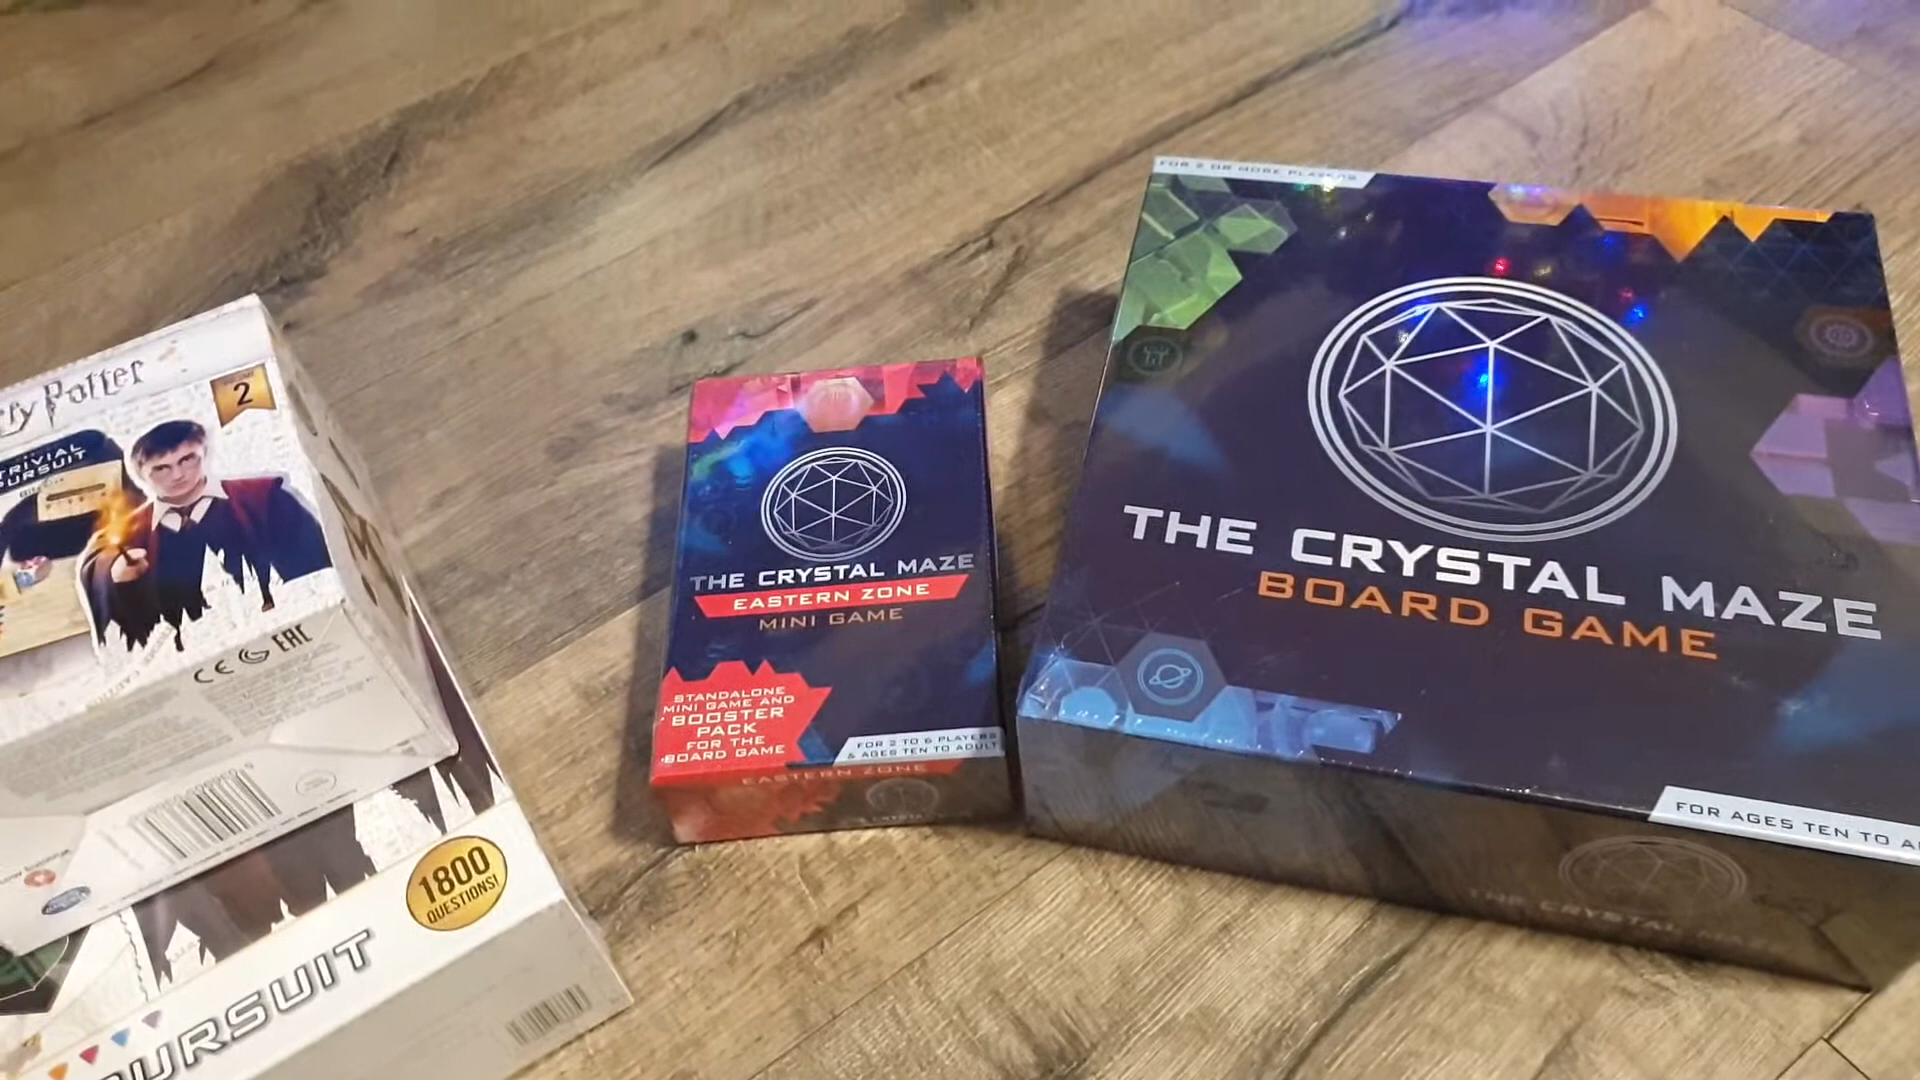 ry Potter
2
TRIVIAL
PURSUIT
CE EAC
1800
QUESTIONS!
PURSUIT
THE CRYSTAL MAZE
EASTERN ZONE
MINI GAME
STANDALONE
MINI GAME AND
BOOSTER
PACK
FOR THE
BOARD GAME
FOR 2 TO 6 PLAYERS
& AGES TEN TO ADULT
EASTERN ZONE
FOR 2 OR MORE PLAYERS
THE CRYSTAL MAZE
BOARD GAME
FOR AGES TEN TO A
THE CRYSTAL MAZE